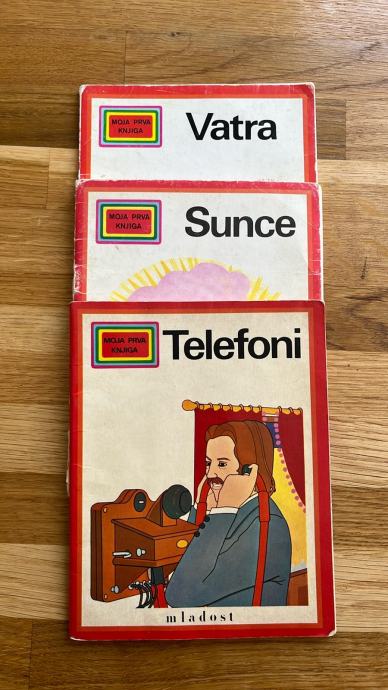 MOJA PRVA
KNJIGA
Vatra
MOJA PRVA
KNJIGA
Sunce
MOJA PRVA
KNJIGA
Telefoni
mladost